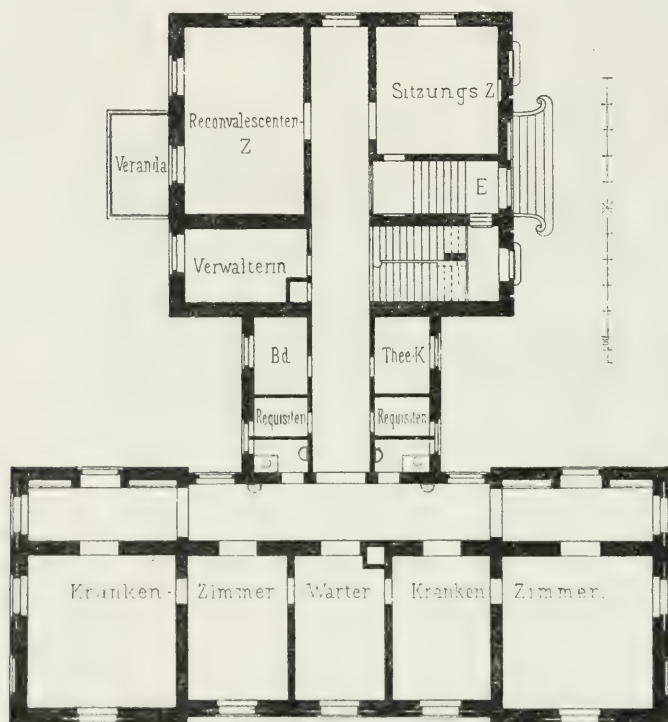 Sitzungs Z
Reconvalescenten-
Z
Veranda
E
Verwalterin
Bd.
Thee-K
Requisiten
Requisiten
Kranken- Zimmer Warter Kranken Zimmer.